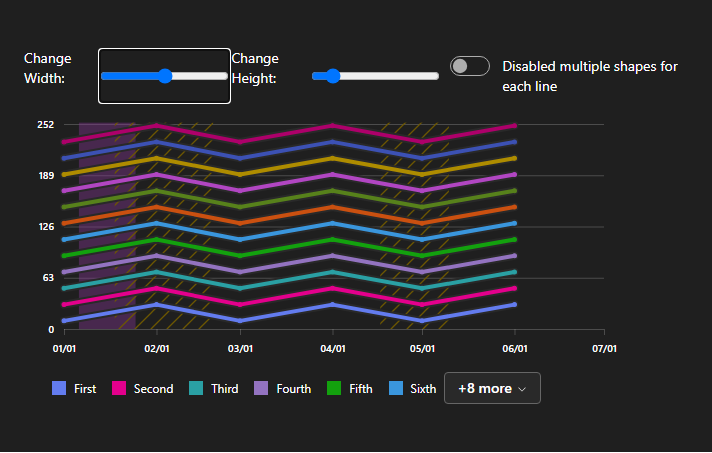 Change
Width:
Change
Height:
Disabled multiple shapes for
each line
252
189
126
63
0
01/01 02/01 03/01 04/01 05/01 06/01 07/01
First Second Third Fourth Fifth Sixth +8 more